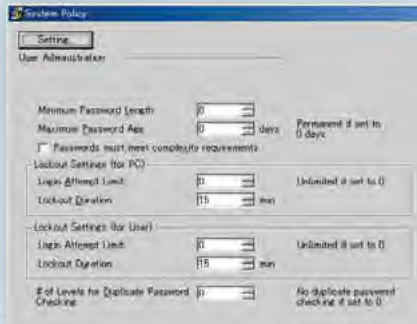 System Policy
Setting...
User Administration
Minimum Password Length 0
Maximum Password Age 0 days Permanent if set to 0 days
Passwords must meet complexity requirements
Lockout Settings (for PC)
Login Attempt Limit 0 Unlimited if set to 0
Lockout Duration 15 min
Lockout Settings (for User)
Login Attempt Limit 0 Unlimited if set to 0
Lockout Duration 15 min
# of Levels for Duplicate Password Checking 0 No duplicate password checking if set to 0